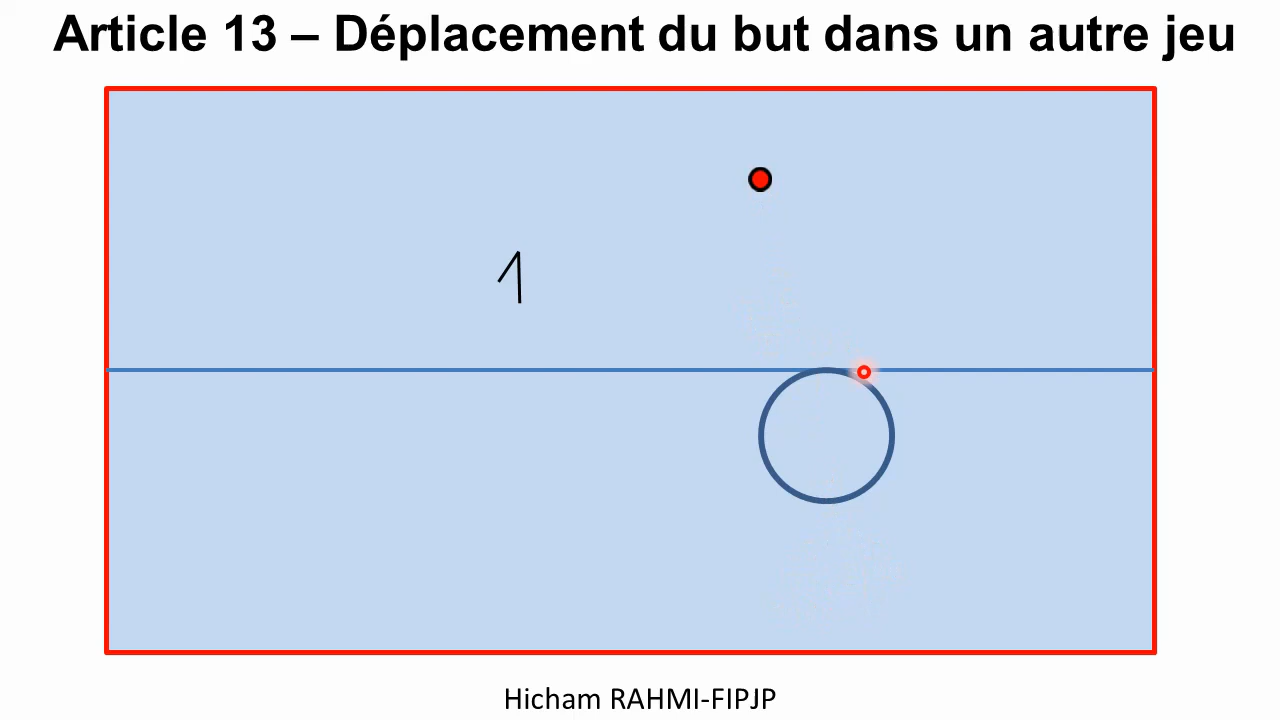 Article 13 – Déplacement du but dans un autre jeu
1
Hicham RAHMI-FIPJP